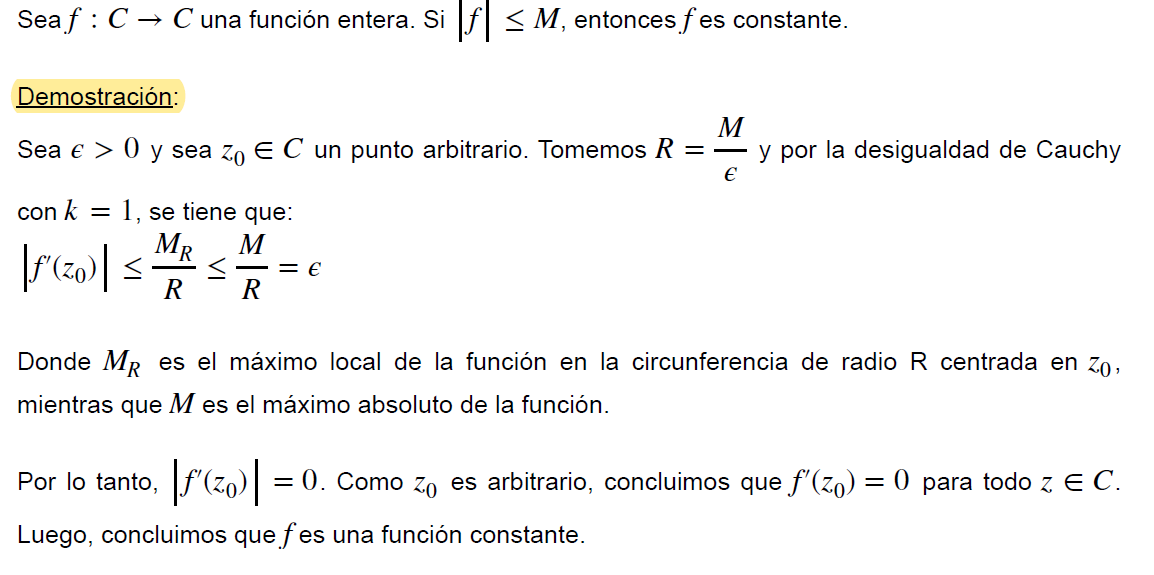 Sea f : C → C una función entera. Si |f| ≤ M, entonces f es constante.
Demostración:
Sea ϵ > 0 y sea z₀ ∈ C un punto arbitrario. Tomemos R = M/ϵ y por la desigualdad de Cauchy
con k = 1, se tiene que:
|f′(z₀)| ≤ M_R/R ≤ M/R = ϵ
Donde M_R es el máximo local de la función en la circunferencia de radio R centrada en z₀,
mientras que M es el máximo absoluto de la función.
Por lo tanto, |f′(z₀)| = 0. Como z₀ es arbitrario, concluimos que f′(z₀) = 0 para todo z ∈ C.
Luego, concluimos que f es una función constante.